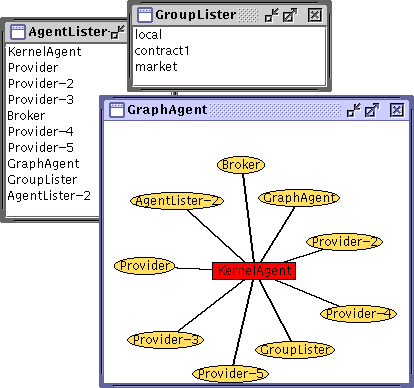 GroupLister
local
contract1
market
AgentLister
KernelAgent
Provider
Provider-2
Provider-3
Broker
Provider-4
Provider-5
GraphAgent
GroupLister
AgentLister-2
GraphAgent
Broker
AgentLister-2
GraphAgent
Provider-2
Provider
KernelAgent
Provider-4
Provider-3
GroupLister
Provider-5